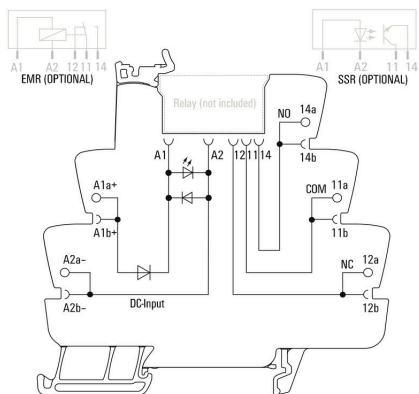 A1 A2 12 11 14
EMR (OPTIONAL)
A1 A2 11 14
SSR (OPTIONAL)
Relay (not included)
NO 14a
A1 A2 12 11 14
14b
A1a+
COM 11a
A1b+
11b
A2a–
NC 12a
DC-Input
A2b–
12b